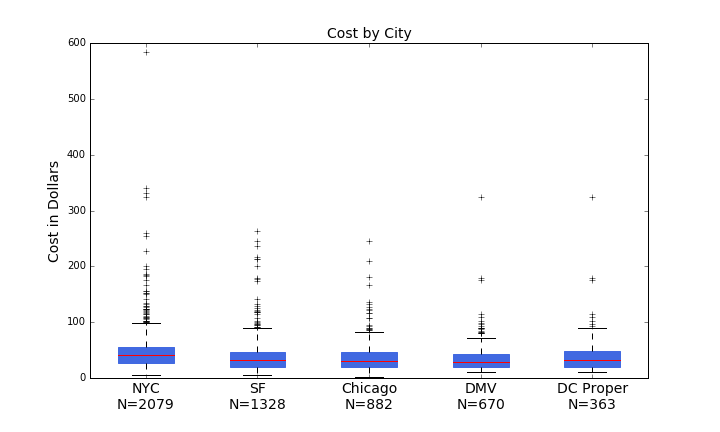 Cost by City
Cost in Dollars
600
500
400
300
200
100
0
NYC SF Chicago DMV DC Proper
N=2079 N=1328 N=882 N=670 N=363